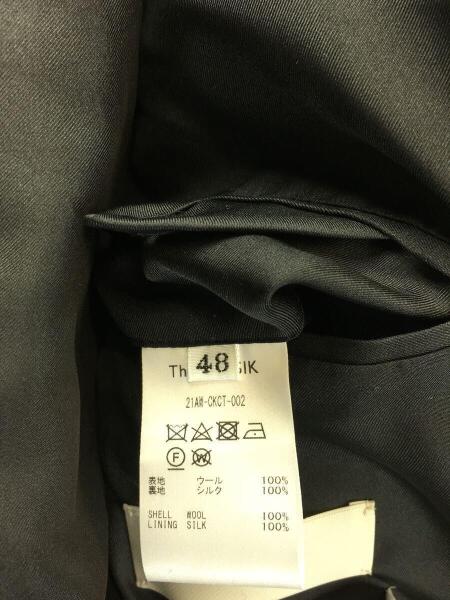 Th 48 SIK
21AW-CKCT-002
F W
表地 ウール 100%
裏地 シルク 100%
SHELL WOOL 100%
LINING SILK 100%